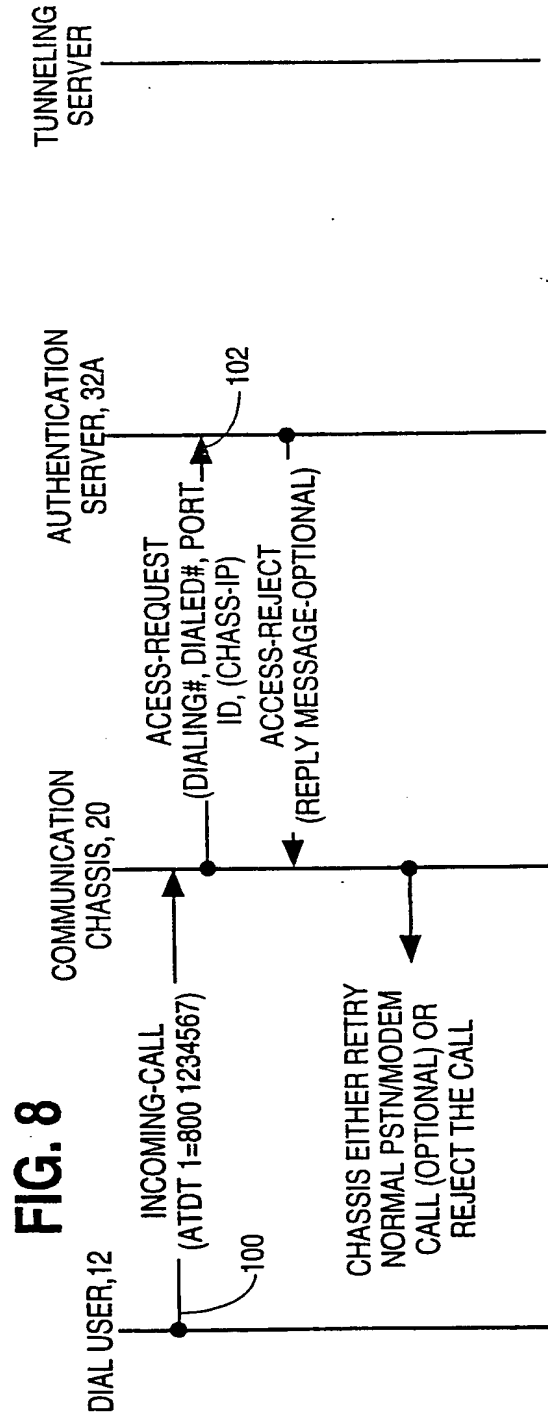 FIG. 8
DIAL USER,12
COMMUNICATION
CHASSIS, 20
AUTHENTICATION
SERVER, 32A
TUNNELING
SERVER
INCOMING-CALL
(ATDT 1=800 1234567)
100
ACESS-REQUEST
(DIALING#, DIALED#, PORT
ID, (CHASS-IP)
102
ACCESS-REJECT
(REPLY MESSAGE-OPTIONAL)
CHASSIS EITHER RETRY
NORMAL PSTN/MODEM
CALL (OPTIONAL) OR
REJECT THE CALL